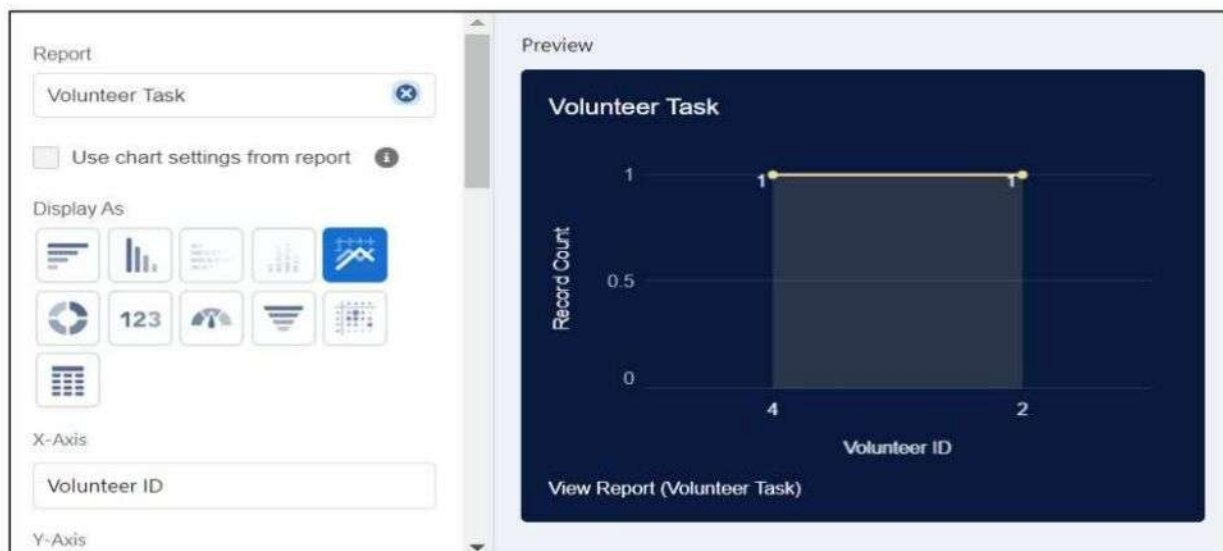 Report
Volunteer Task
Use chart settings from report
Display As
123
X-Axis
Volunteer ID
Y-Axis
Preview
Volunteer Task
1
1 1
Record Count
0.5
0
4 2
Volunteer ID
View Report (Volunteer Task)